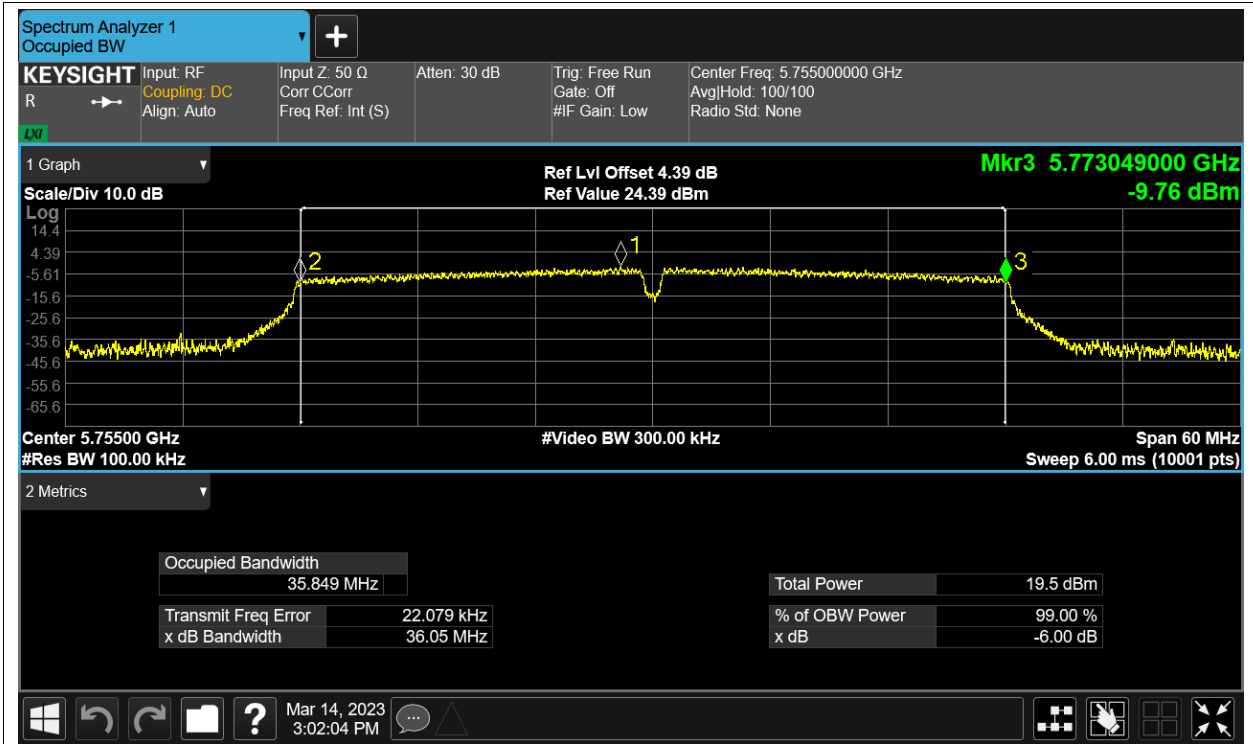 Spectrum Analyzer 1
Occupied BW
KEYSIGHT
R
LXI
Input: RF
Coupling: DC
Align: Auto
Input Z: 50 Ω
Corr CCorr
Freq Ref: Int (S)
Atten: 30 dB
Trig: Free Run
Gate: Off
#IF Gain: Low
Center Freq: 5.755000000 GHz
Avg|Hold: 100/100
Radio Std: None
1 Graph
Scale/Div 10.0 dB
Ref Lvl Offset 4.39 dB
Ref Value 24.39 dBm
Mkr3 5.773049000 GHz
-9.76 dBm
Log
14.4
4.39
-5.61
-15.6
-25.6
-35.6
-45.6
-55.6
-65.6
2
1
3
Center 5.75500 GHz
#Res BW 100.00 kHz
#Video BW 300.00 kHz
Span 60 MHz
Sweep 6.00 ms (10001 pts)
2 Metrics
Occupied Bandwidth
35.849 MHz
Transmit Freq Error 22.079 kHz
x dB Bandwidth 36.05 MHz
Total Power 19.5 dBm
% of OBW Power 99.00 %
x dB -6.00 dB
?
Mar 14, 2023
3:02:04 PM